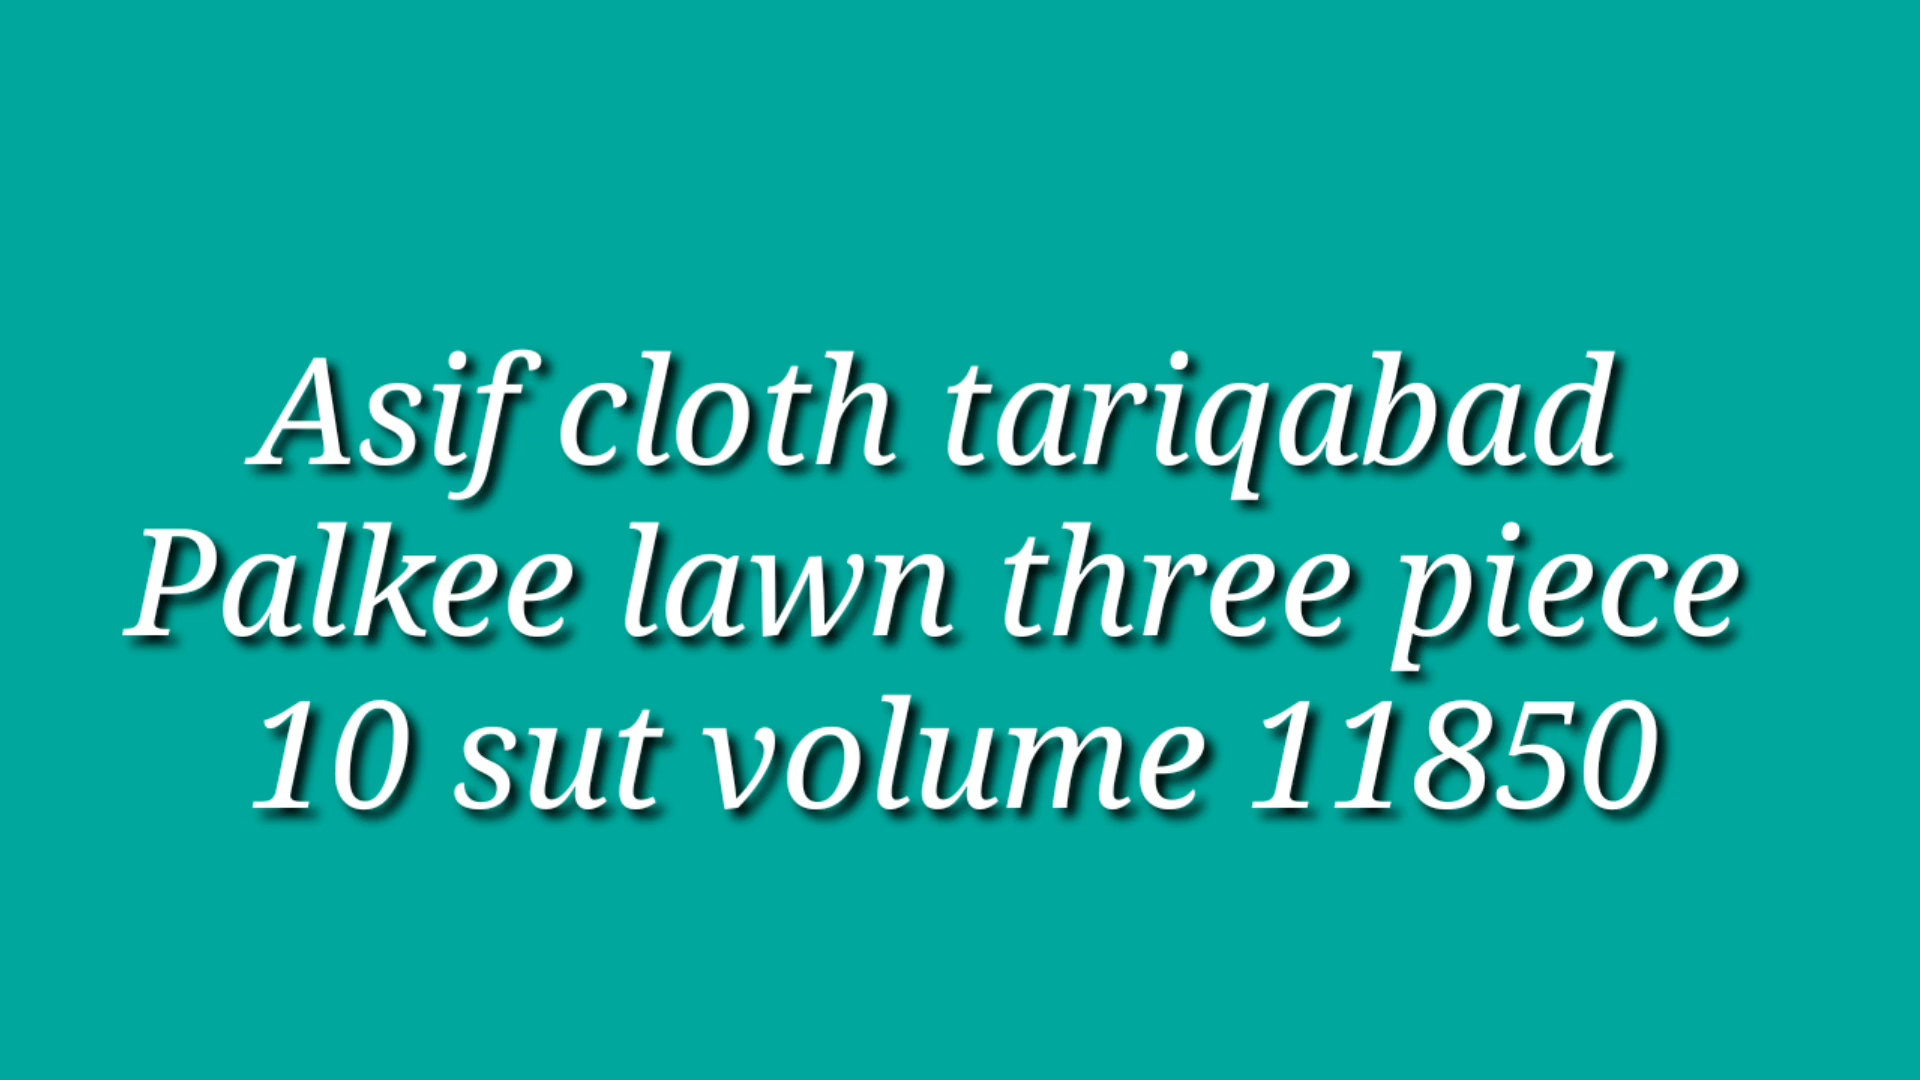 Asif cloth tariqabad
Palkee lawn three piece
10 sut volume 11850